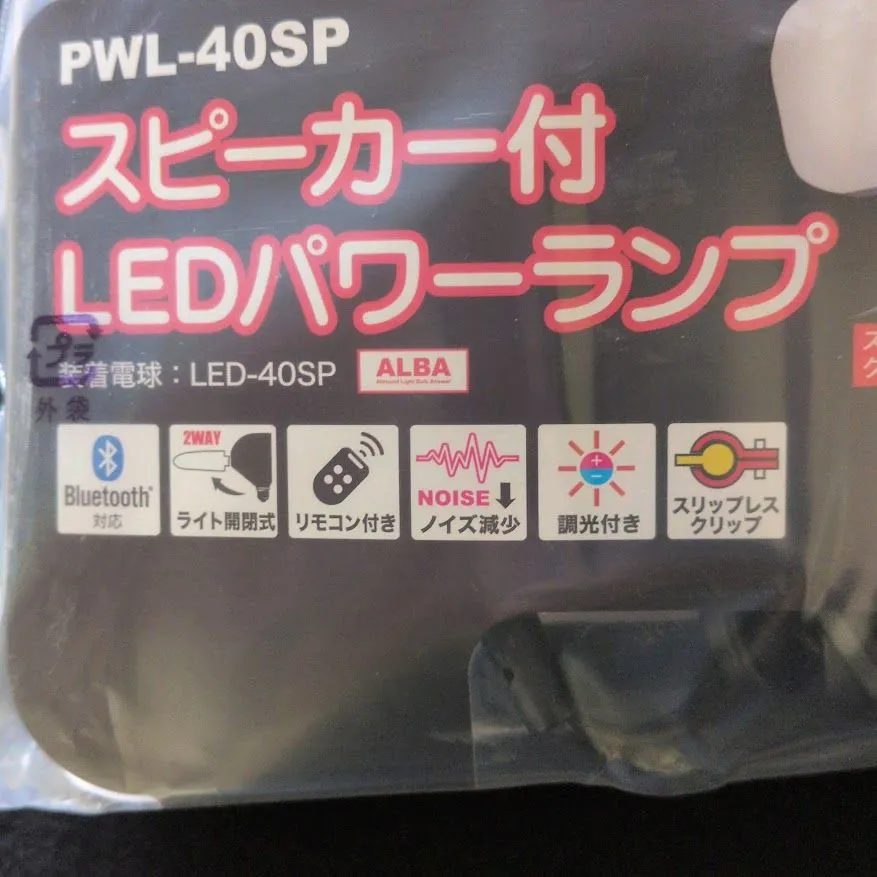 PWL-40SP
スピーカー付
LEDパワーランプ
プラ
外袋
装着電球：LED-40SP
ALBA
Bluetooth
対応
2WAY
ライト開閉式
リモコン付き
NOISE
ノイズ減少
調光付き
スリップレス
クリップ